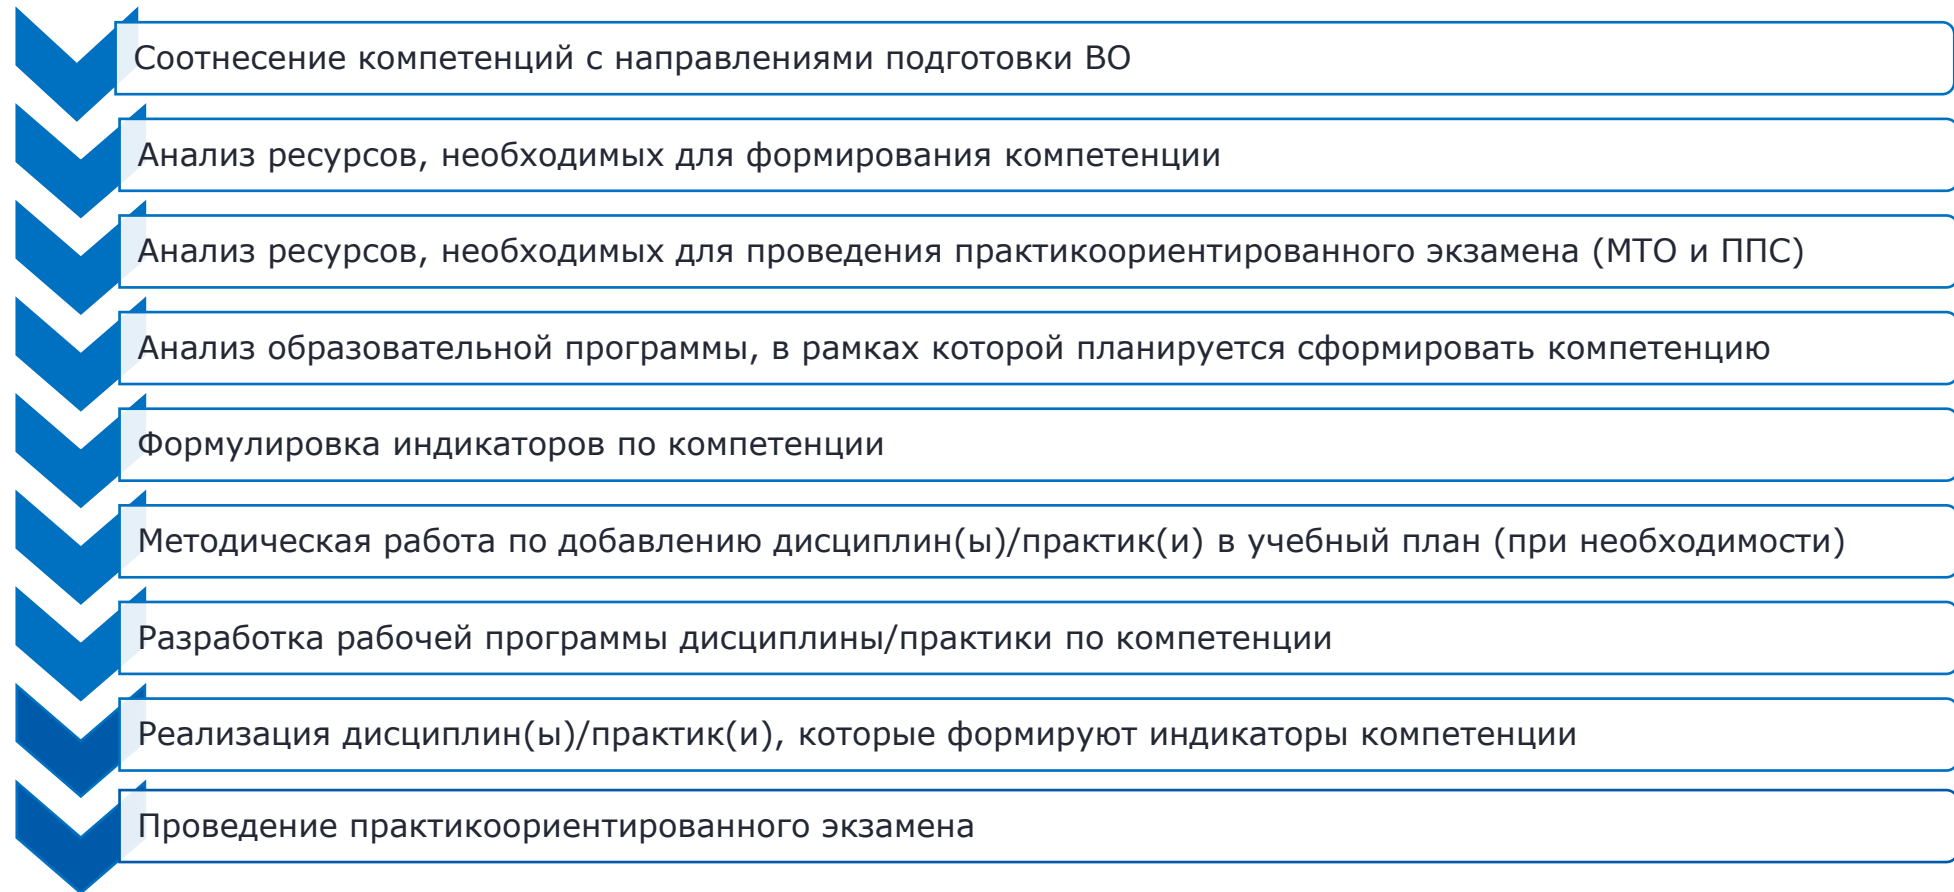 Соотнесение компетенций с направлениями подготовки ВО
Анализ ресурсов, необходимых для формирования компетенции
Анализ ресурсов, необходимых для проведения практикоориентированного экзамена (МТО и ППС)
Анализ образовательной программы, в рамках которой планируется сформировать компетенцию
Формулировка индикаторов по компетенции
Методическая работа по добавлению дисциплин(ы)/практик(и) в учебный план (при необходимости)
Разработка рабочей программы дисциплины/практики по компетенции
Реализация дисциплин(ы)/практик(и), которые формируют индикаторы компетенции
Проведение практикоориентированного экзамена